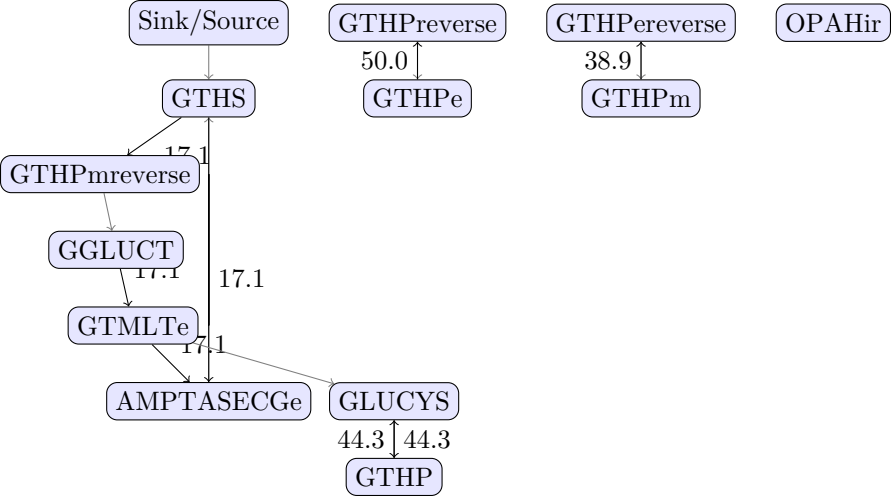 Sink/Source GTHPreverse GTHPereverse OPAHir
50.0 38.9
GTHS GTHPe GTHPm
17.1
GTHPmreverse
GGLUCT
17.1 17.1
GTMLTe
17.1
AMPTASECGe GLUCYS
44.3 44.3
GTHP